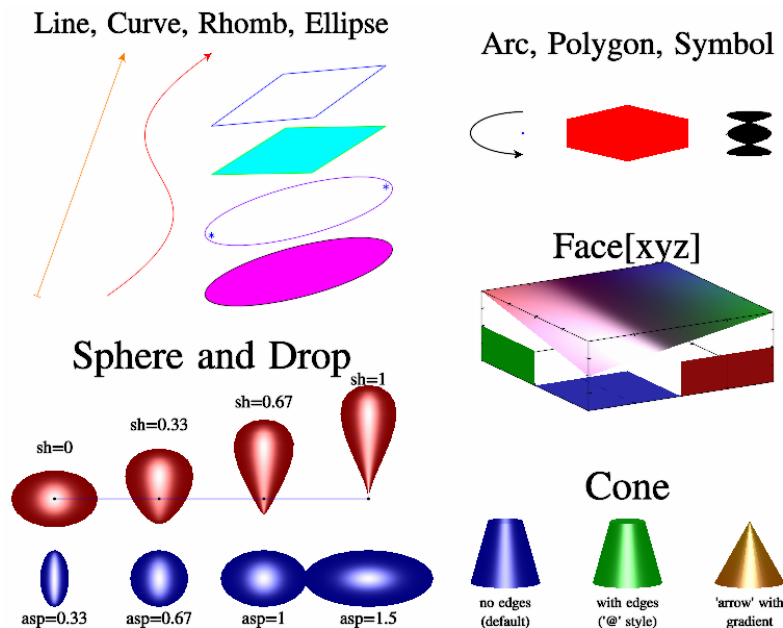 Line, Curve, Rhomb, Ellipse
Arc, Polygon, Symbol
Face[xyz]
Sphere and Drop
sh=0
sh=0.33
sh=0.67
sh=1
asp=0.33
asp=0.67
asp=1
asp=1.5
Cone
no edges
(default)
with edges
('@' style)
'arrow' with
gradient